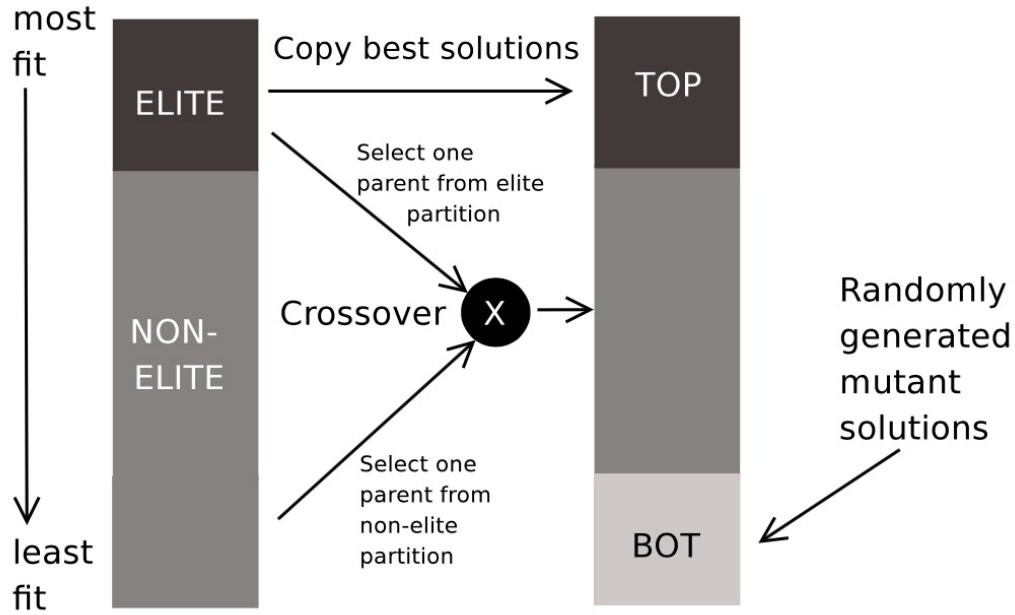 most
fit
ELITE
Copy best solutions
TOP
Select one
parent from elite
partition
Crossover
X
NON-
ELITE
Randomly
generated
mutant
solutions
Select one
parent from
non-elite
partition
least
fit
BOT